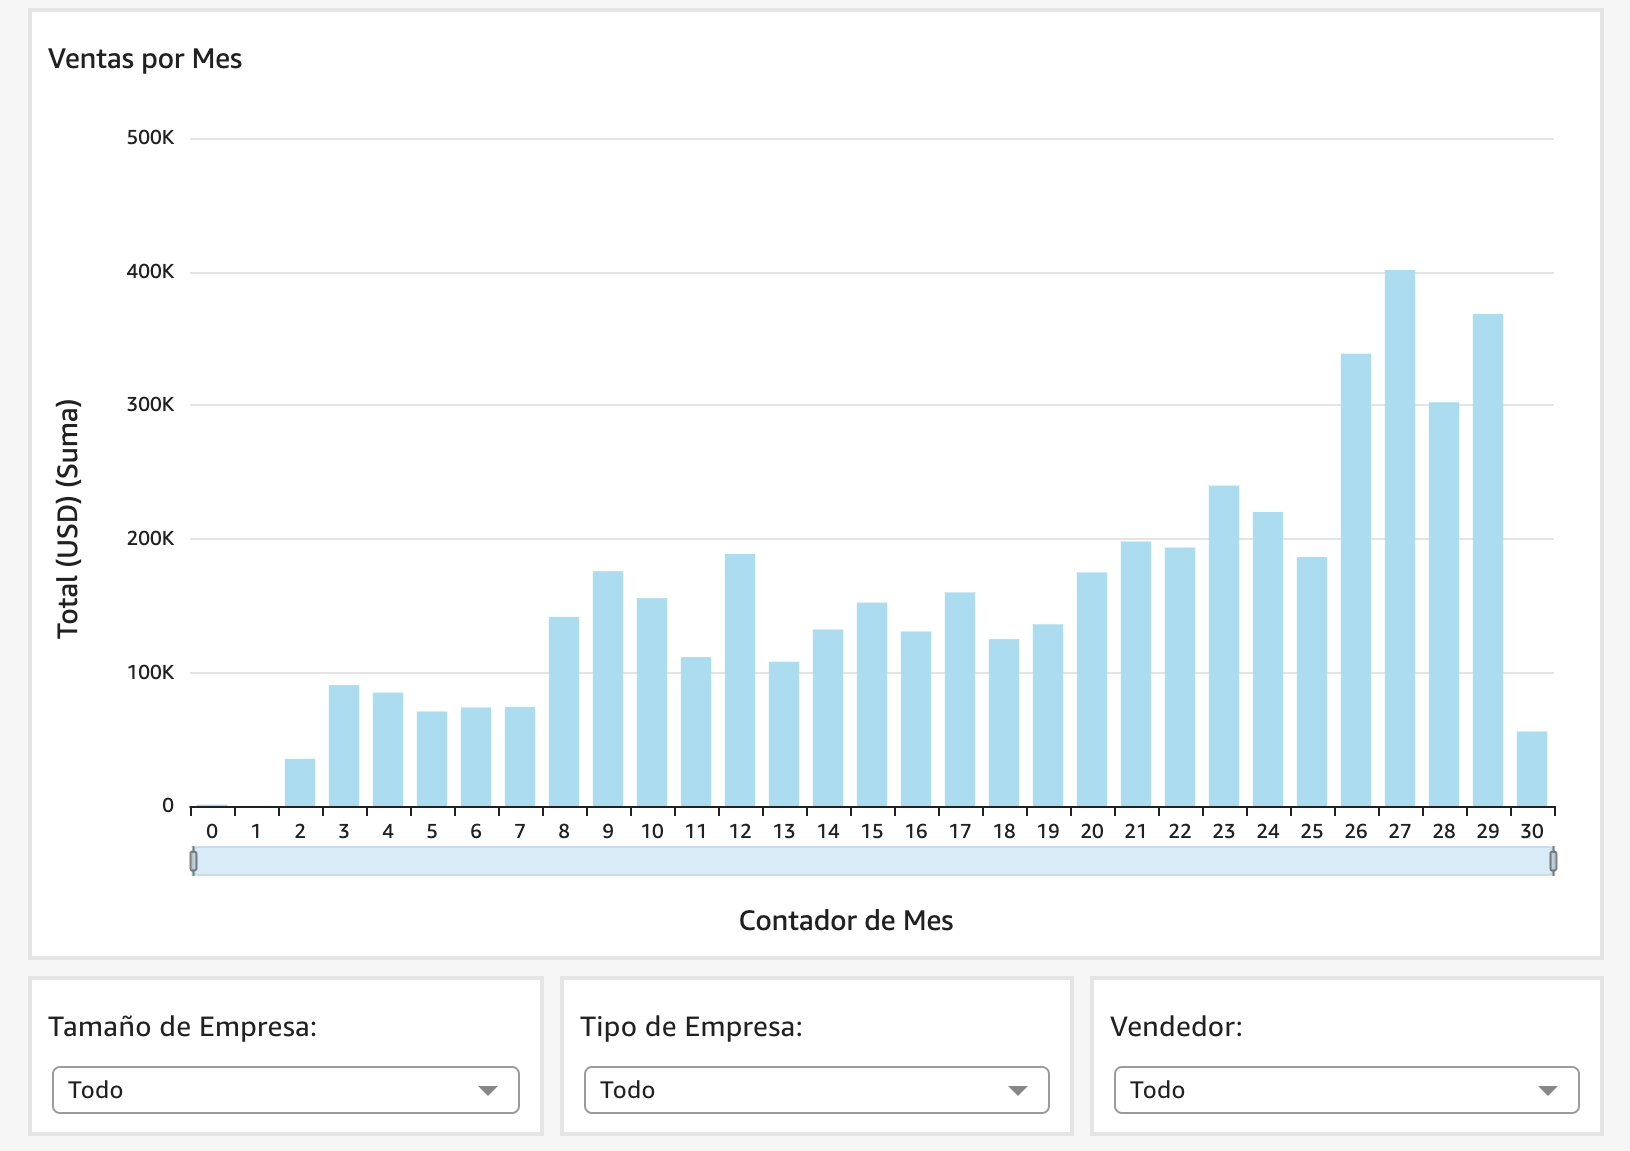 Ventas por Mes
500K
400K
300K
200K
100K
0
Total (USD) (Suma)
0 1 2 3 4 5 6 7 8 9 10 11 12 13 14 15 16 17 18 19 20 21 22 23 24 25 26 27 28 29 30
Contador de Mes
Tamaño de Empresa:
Todo
Tipo de Empresa:
Todo
Vendedor:
Todo